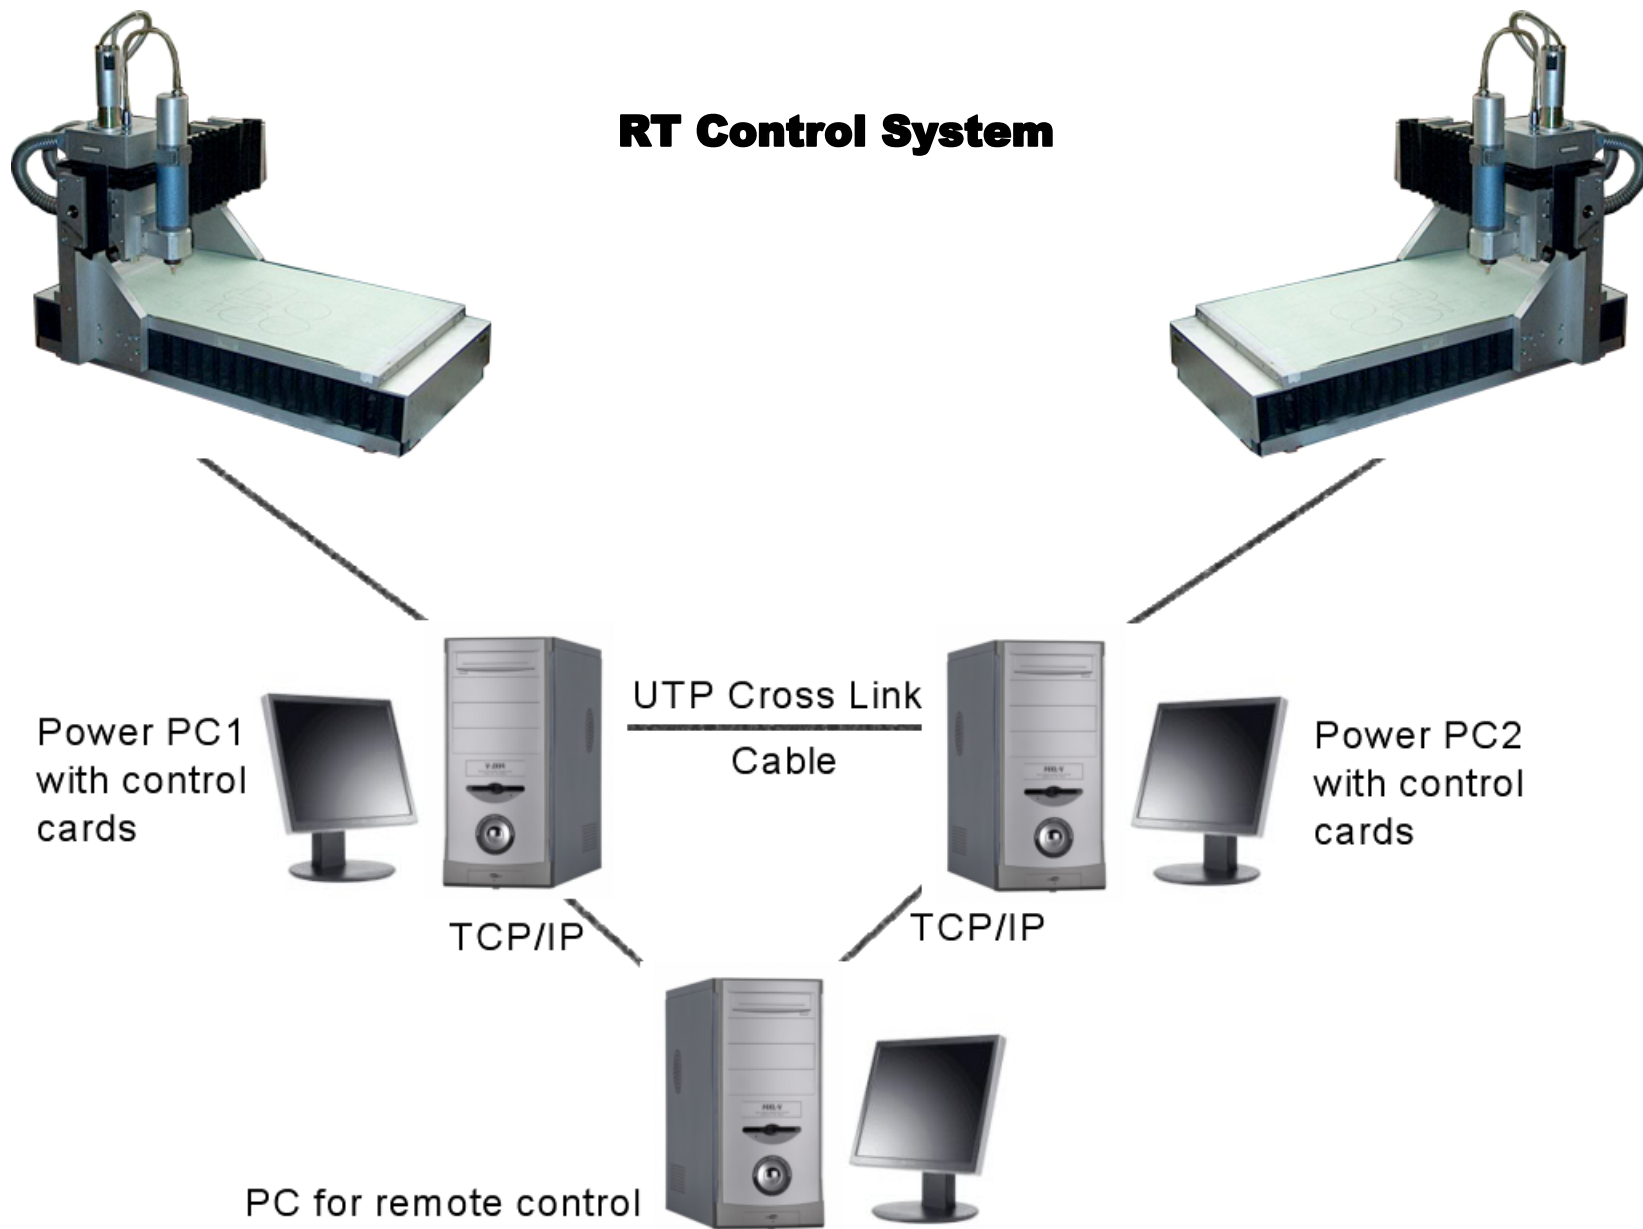 RT Control System
UTP Cross Link
Cable
Power PC1
with control
cards
Power PC2
with control
cards
TCP/IP
TCP/IP
PC for remote control